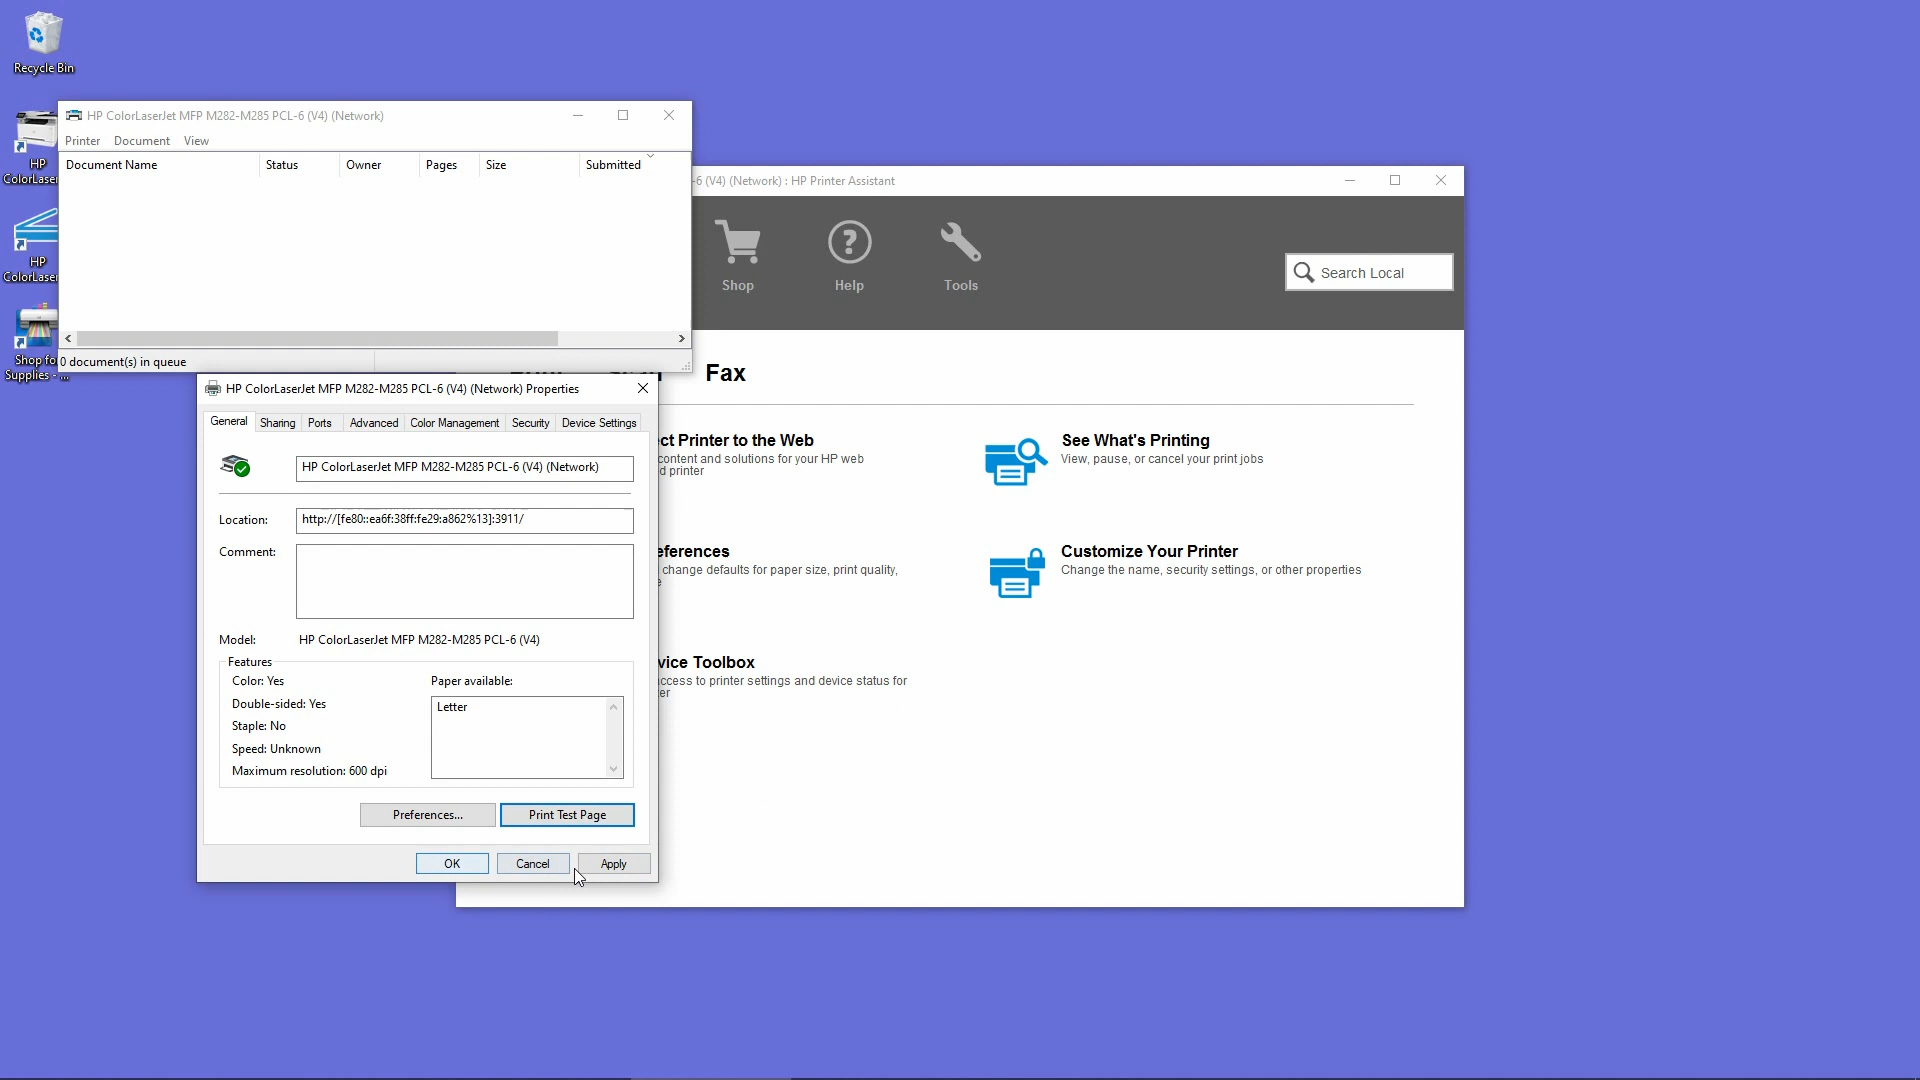 Recycle Bin
HP
ColorLaser
HP
ColorLaser
Shop fo
Supplies - ...
HP ColorLaserJet MFP M282-M285 PCL-6 (V4) (Network)
Printer Document View
Document Name Status Owner Pages Size Submitted
0 document(s) in queue
-6 (V4) (Network) : HP Printer Assistant
Shop Help Tools
Search Local
Fax
ct Printer to the Web
content and solutions for your HP web
d printer
See What's Printing
View, pause, or cancel your print jobs
eferences
change defaults for paper size, print quality,
Customize Your Printer
Change the name, security settings, or other properties
vice Toolbox
ccess to printer settings and device status for
er
HP ColorLaserJet MFP M282-M285 PCL-6 (V4) (Network) Properties
General Sharing Ports Advanced Color Management Security Device Settings
HP ColorLaserJet MFP M282-M285 PCL-6 (V4) (Network)
Location: http://[fe80::ea6f:38ff:fe29:a862%13]:3911/
Comment:
Model: HP ColorLaserJet MFP M282-M285 PCL-6 (V4)
Features
Color: Yes
Double-sided: Yes
Staple: No
Speed: Unknown
Maximum resolution: 600 dpi
Paper available:
Letter
Preferences... Print Test Page
OK Cancel Apply